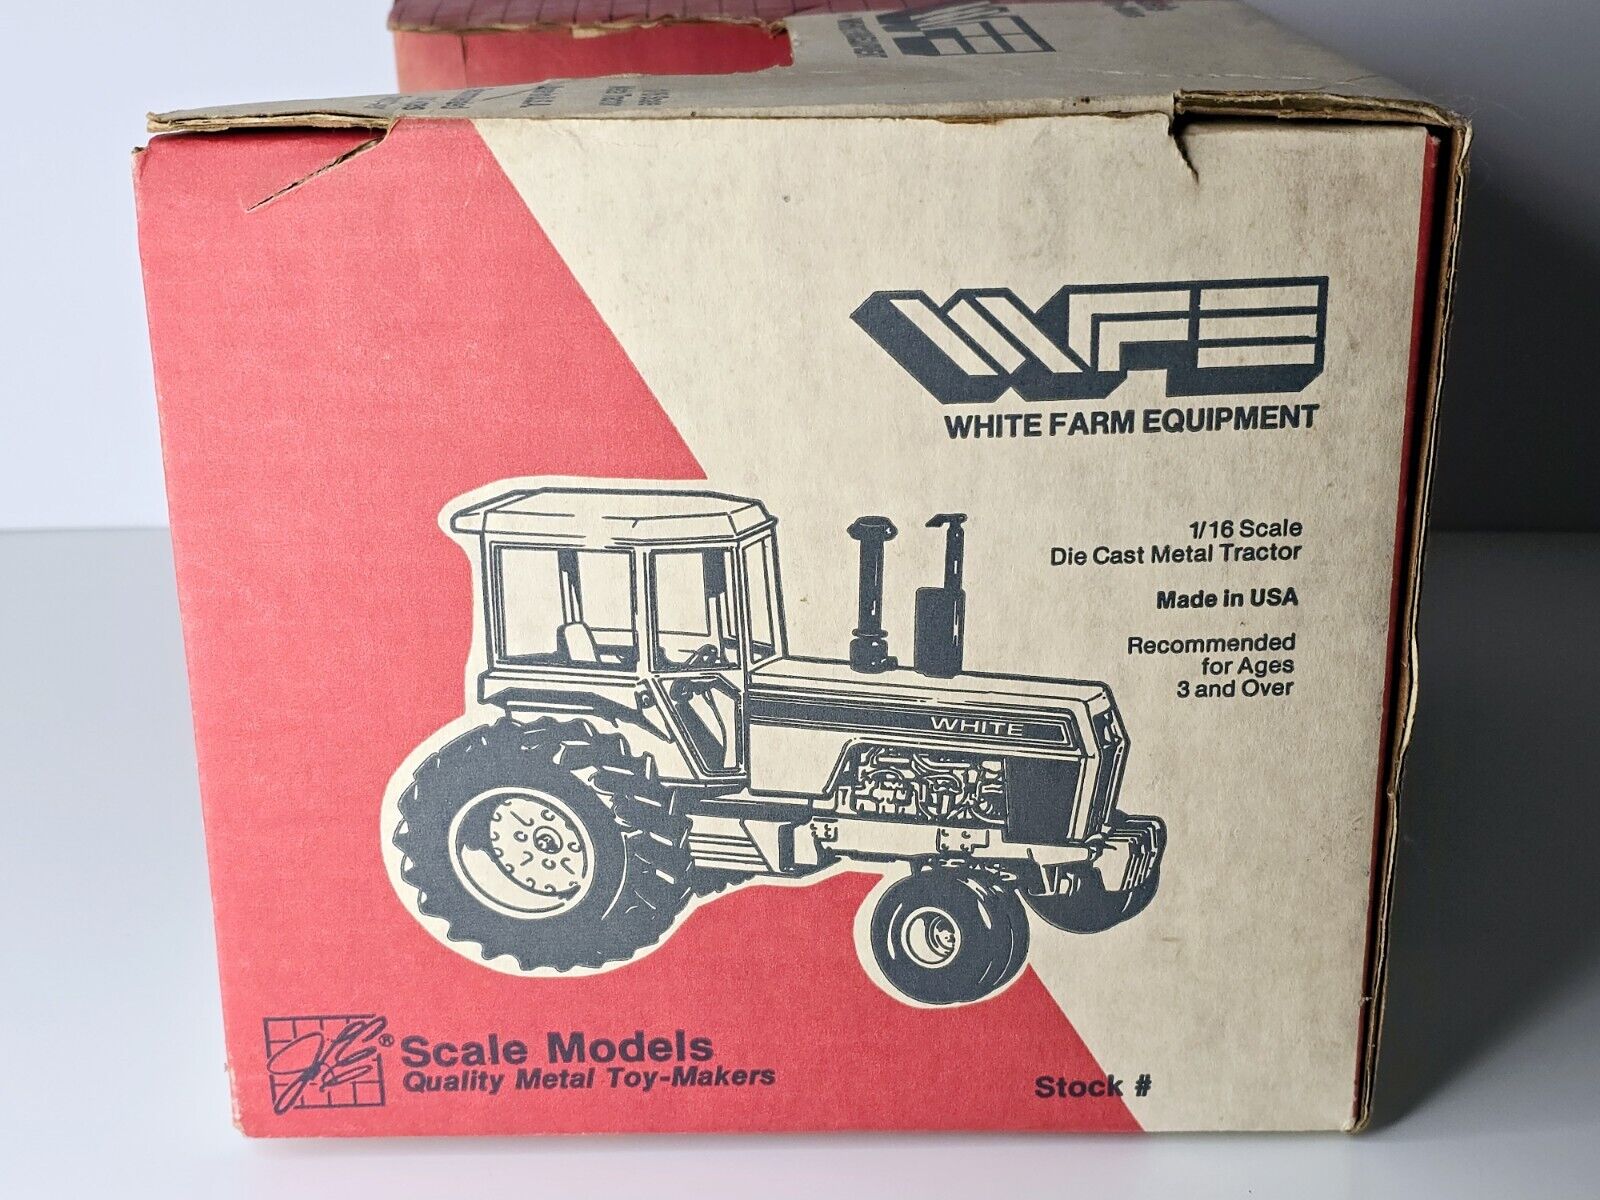 WFE
WHITE FARM EQUIPMENT
1/16 Scale
Die Cast Metal Tractor
Made in USA
Recommended
for Ages
3 and Over
WHITE
® Scale Models
Quality Metal Toy-Makers
Stock #